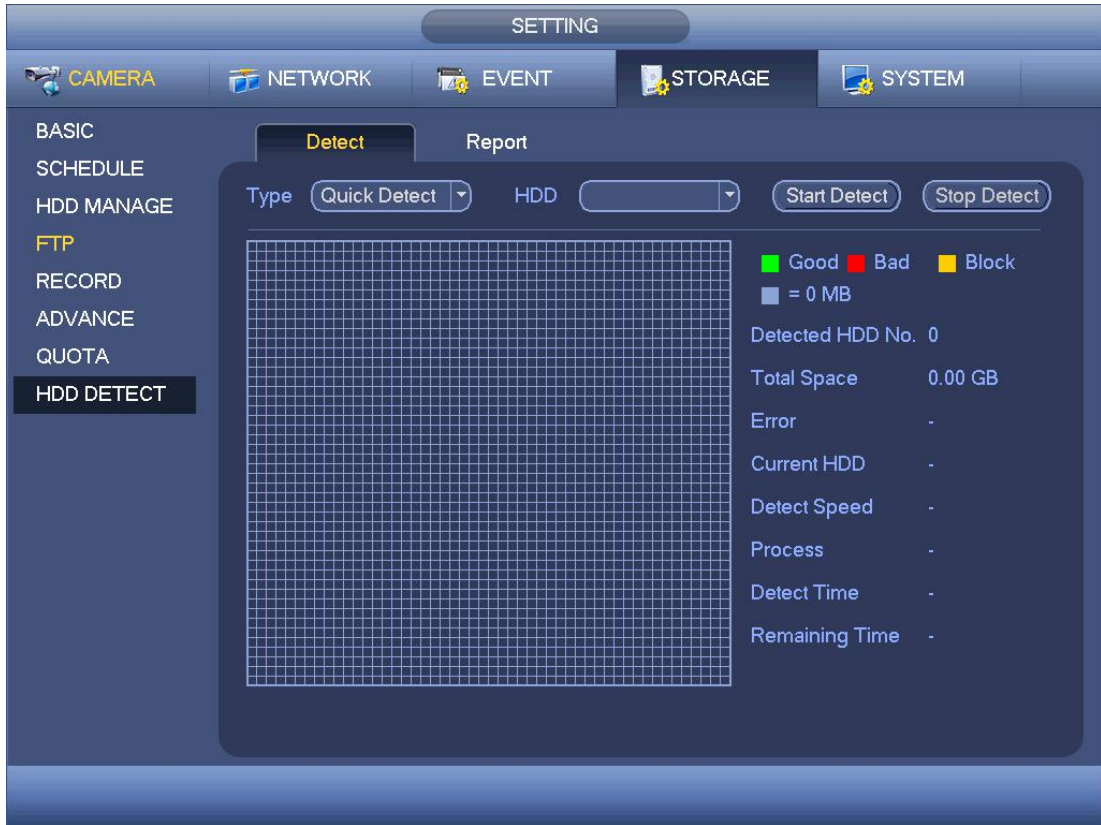 SETTING
CAMERA NETWORK EVENT STORAGE SYSTEM
BASIC
SCHEDULE
HDD MANAGE
FTP
RECORD
ADVANCE
QUOTA
HDD DETECT
Detect Report
Type Quick Detect HDD Start Detect Stop Detect
Good Bad Block
= 0 MB
Detected HDD No. 0
Total Space 0.00 GB
Error -
Current HDD -
Detect Speed -
Process -
Detect Time -
Remaining Time -